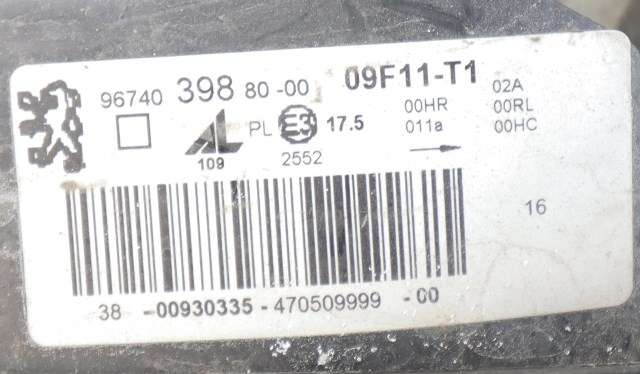 96740 398 80-00 09F11-T1 02A
PL E3 17.5 00HR 00RL
011a 00HC
109 2552
16
38 -00930335-470509999 -00